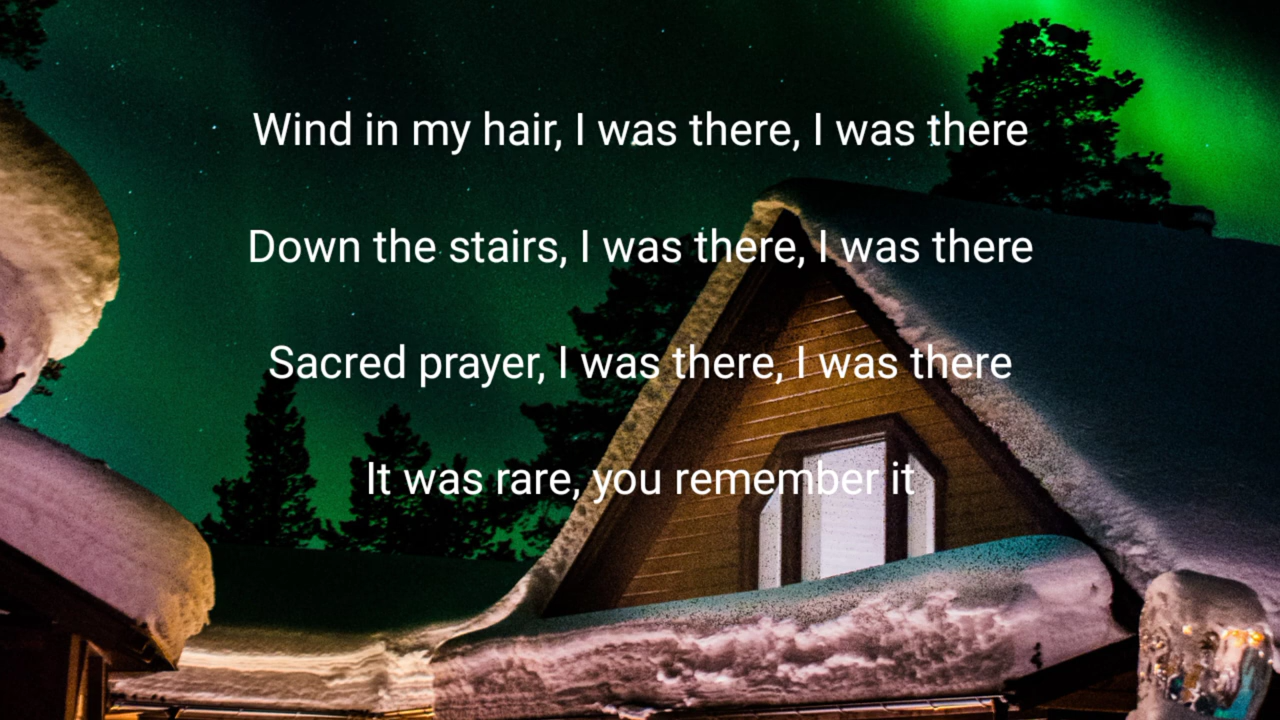 Wind in my hair, I was there, I was there
Down the stairs, I was there, I was there
Sacred prayer, I was there, I was there
It was rare, you remember it